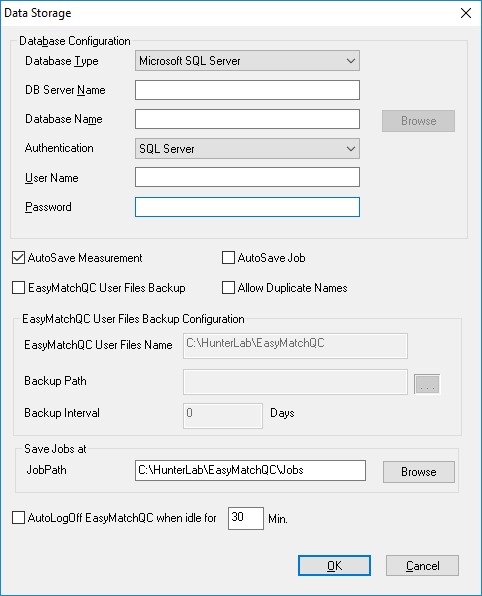 Data Storage
Database Configuration
Database Type Microsoft SQL Server
DB Server Name
Database Name Browse
Authentication SQL Server
User Name
Password
AutoSave Measurement AutoSave Job
EasyMatchQC User Files Backup Allow Duplicate Names
EasyMatchQC User Files Backup Configuration
EasyMatchQC User Files Name C:\HunterLab\EasyMatchQC
Backup Path ...
Backup Interval 0 Days
Save Jobs at
JobPath C:\HunterLab\EasyMatchQC\Jobs Browse
AutoLogOff EasyMatchQC when idle for 30 Min.
OK Cancel